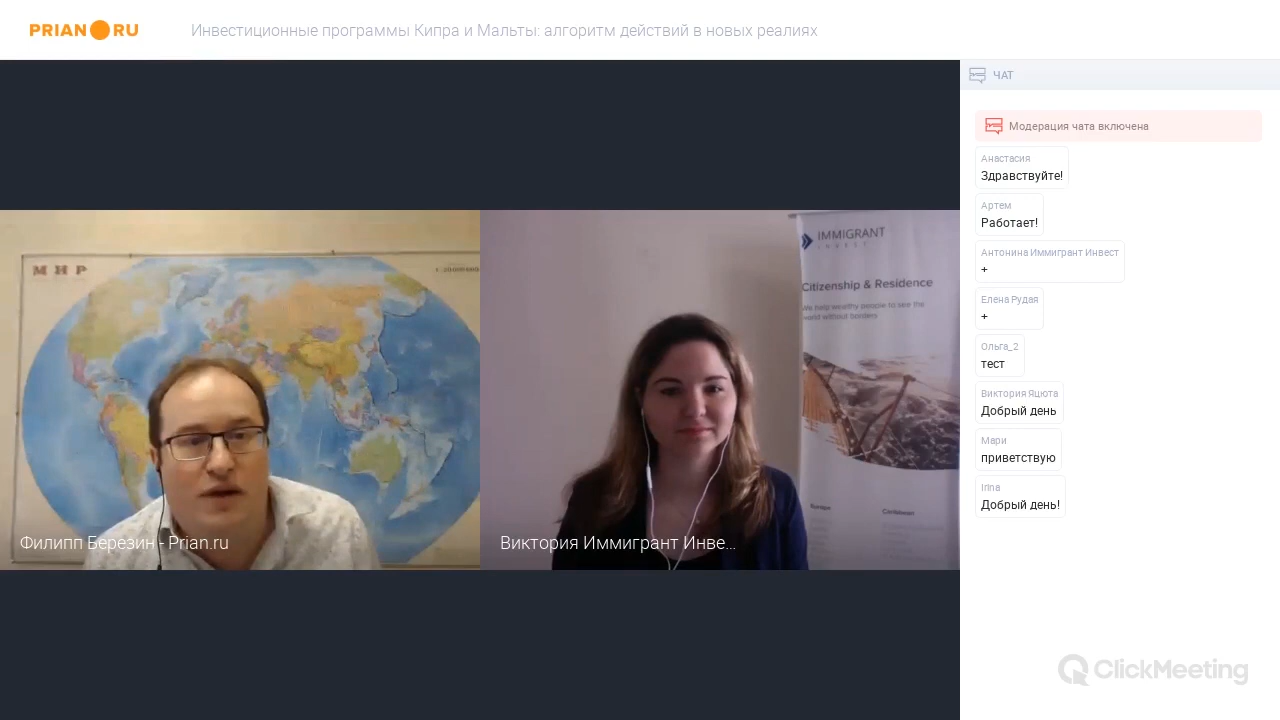 PRIAN RU
Инвестиционные программы Кипра и Мальты: алгоритм действий в новых реалиях
ЧАТ
Модерация чата включена
Анастасия
Здравствуйте!
Артем
Работает!
Антонина Иммигрант Инвест
+
Елена Рудая
+
Ольга_2
тест
Виктория Яцюта
Добрый день
Мари
приветствую
Irina
Добрый день!
МИР
IMMIGRANT
INVEST
Citizenship & Residence
We help wealthy people to see the
world without borders
Europe
Caribbean
Филипп Березин - Prian.ru
Виктория Иммигрант Инве...
ClickMeeting